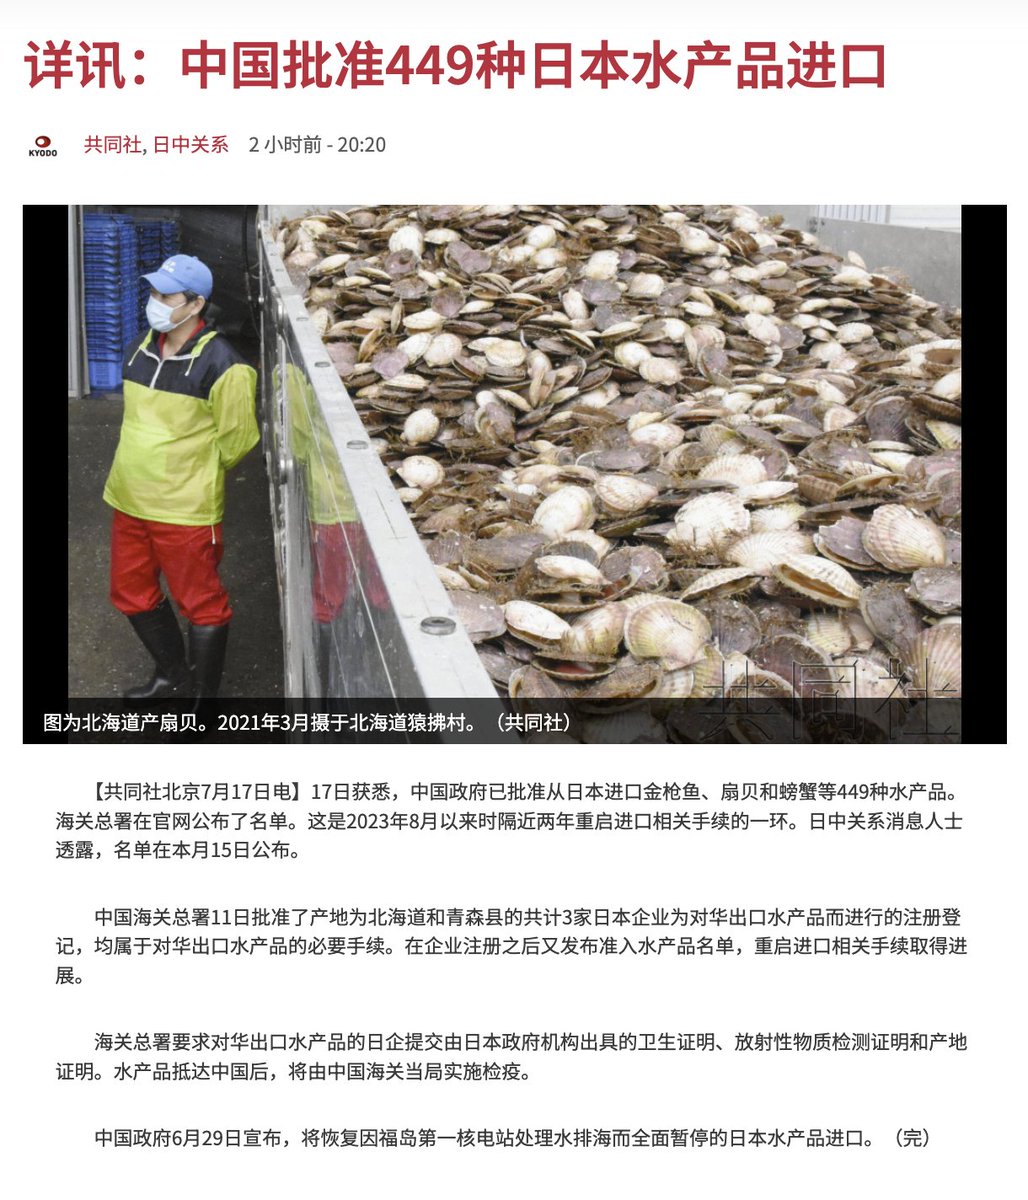 详讯：中国批准449种日本水产品进口
KYODO
共同社, 日中关系 2 小时前 - 20:20
共同社
图为北海道产扇贝。2021年3月摄于北海道猿拂村。（共同社）
【共同社北京7月17日电】17日获悉，中国政府已批准从日本进口金枪鱼、扇贝和螃蟹等449种水产品。
海关总署在官网公布了名单。这是2023年8月以来时隔近两年重启进口相关手续的一环。日中关系消息人士
透露，名单在本月15日公布。
中国海关总署11日批准了产地为北海道和青森县的共计3家日本企业为对华出口水产品而进行的注册登
记，均属于对华出口水产品的必要手续。在企业注册之后又发布准入水产品名单，重启进口相关手续取得进
展。
海关总署要求对华出口水产品的日企提交由日本政府机构出具的卫生证明、放射性物质检测证明和产地
证明。水产品抵达中国后，将由中国海关当局实施检疫。
中国政府6月29日宣布，将恢复因福岛第一核电站处理水排海而全面暂停的日本水产品进口。（完）